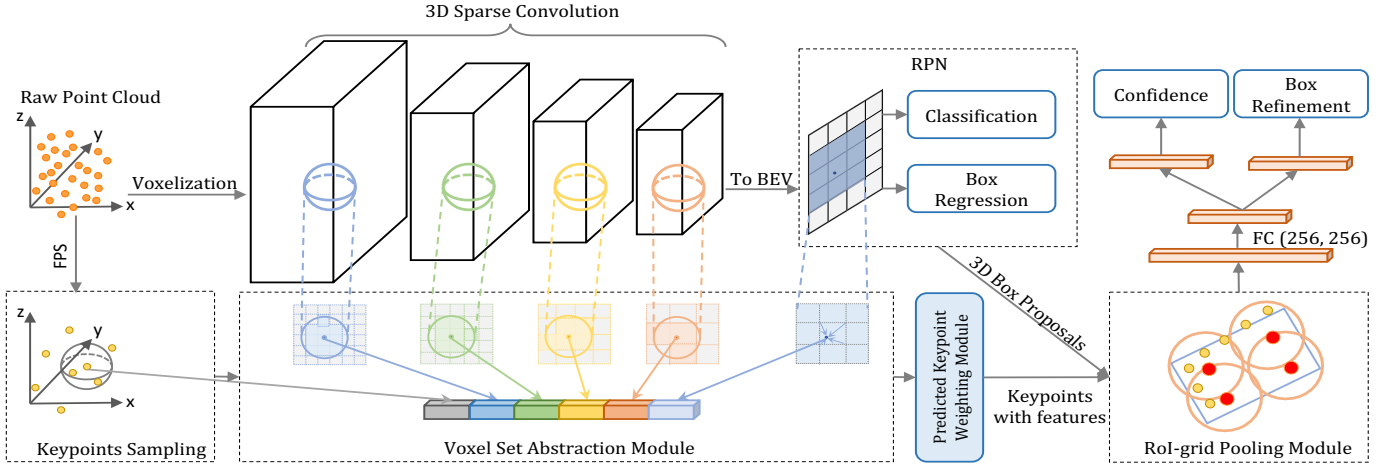 3D Sparse Convolution
RPN
Raw Point Cloud
z
y
x
Voxelization
To BEV
Classification
Box
Regression
Confidence
Box
Refinement
FC (256, 256)
FPS
3D Box Proposals
z
y
x
Keypoints Sampling
Voxel Set Abstraction Module
Predicted Keypoint
Weighting Module
Keypoints
with features
RoI-grid Pooling Module